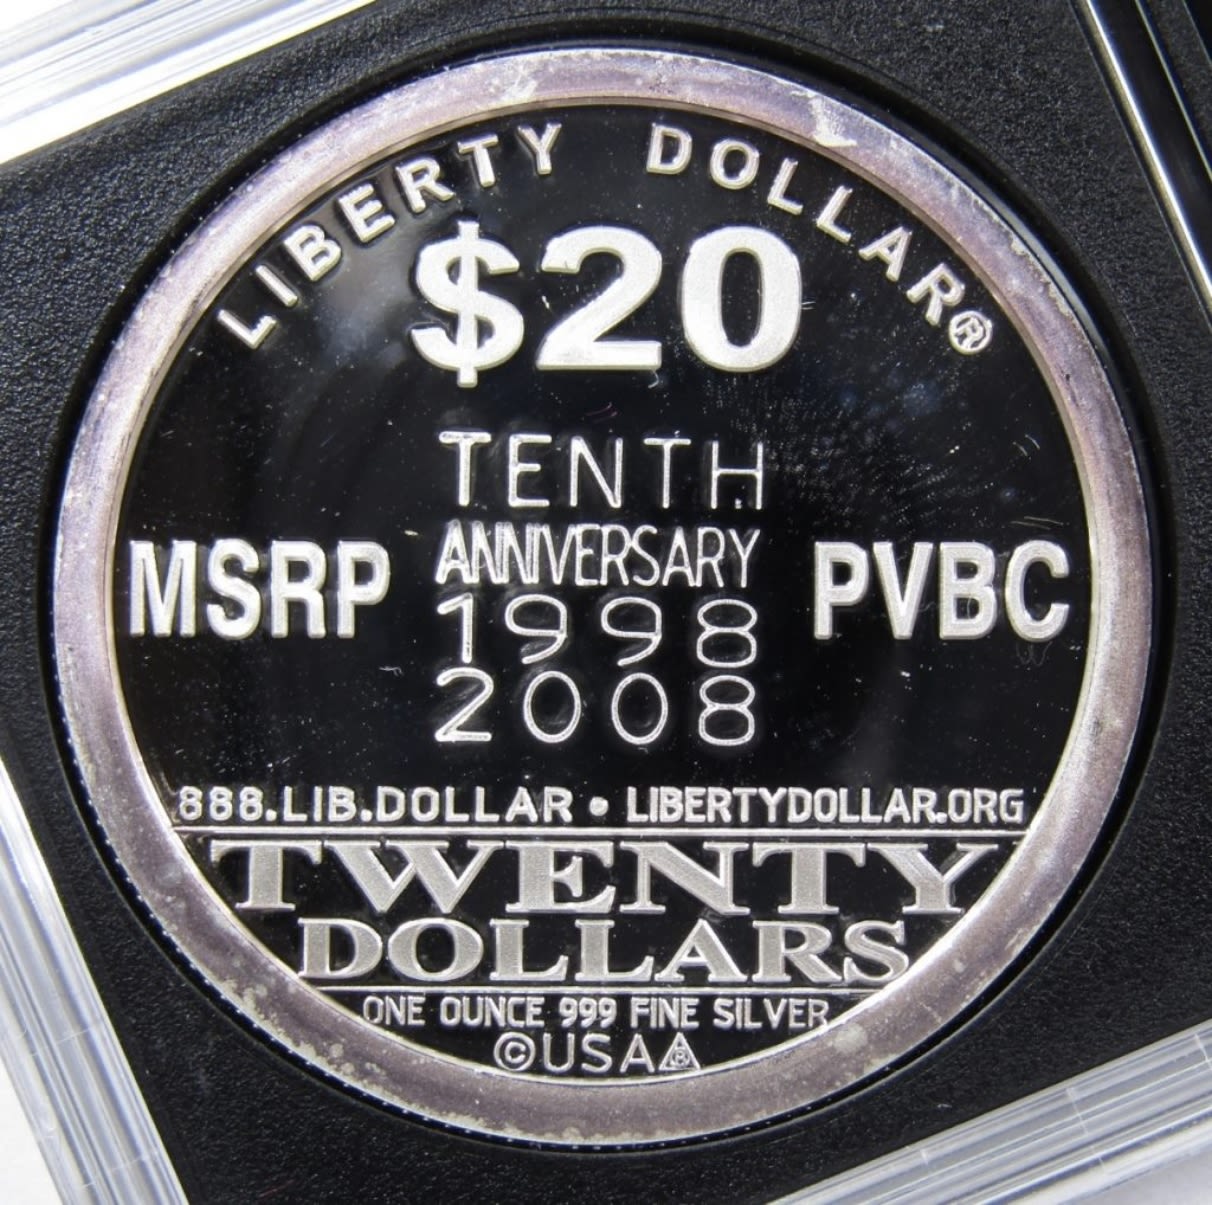 LIBERTY DOLLAR®
$20
TENTH
MSRP ANNIVERSARY PVBC
1998
2008
888.LIB.DOLLAR • LIBERTYDOLLAR.ORG
TWENTY
DOLLARS
ONE OUNCE 999 FINE SILVER
©USA